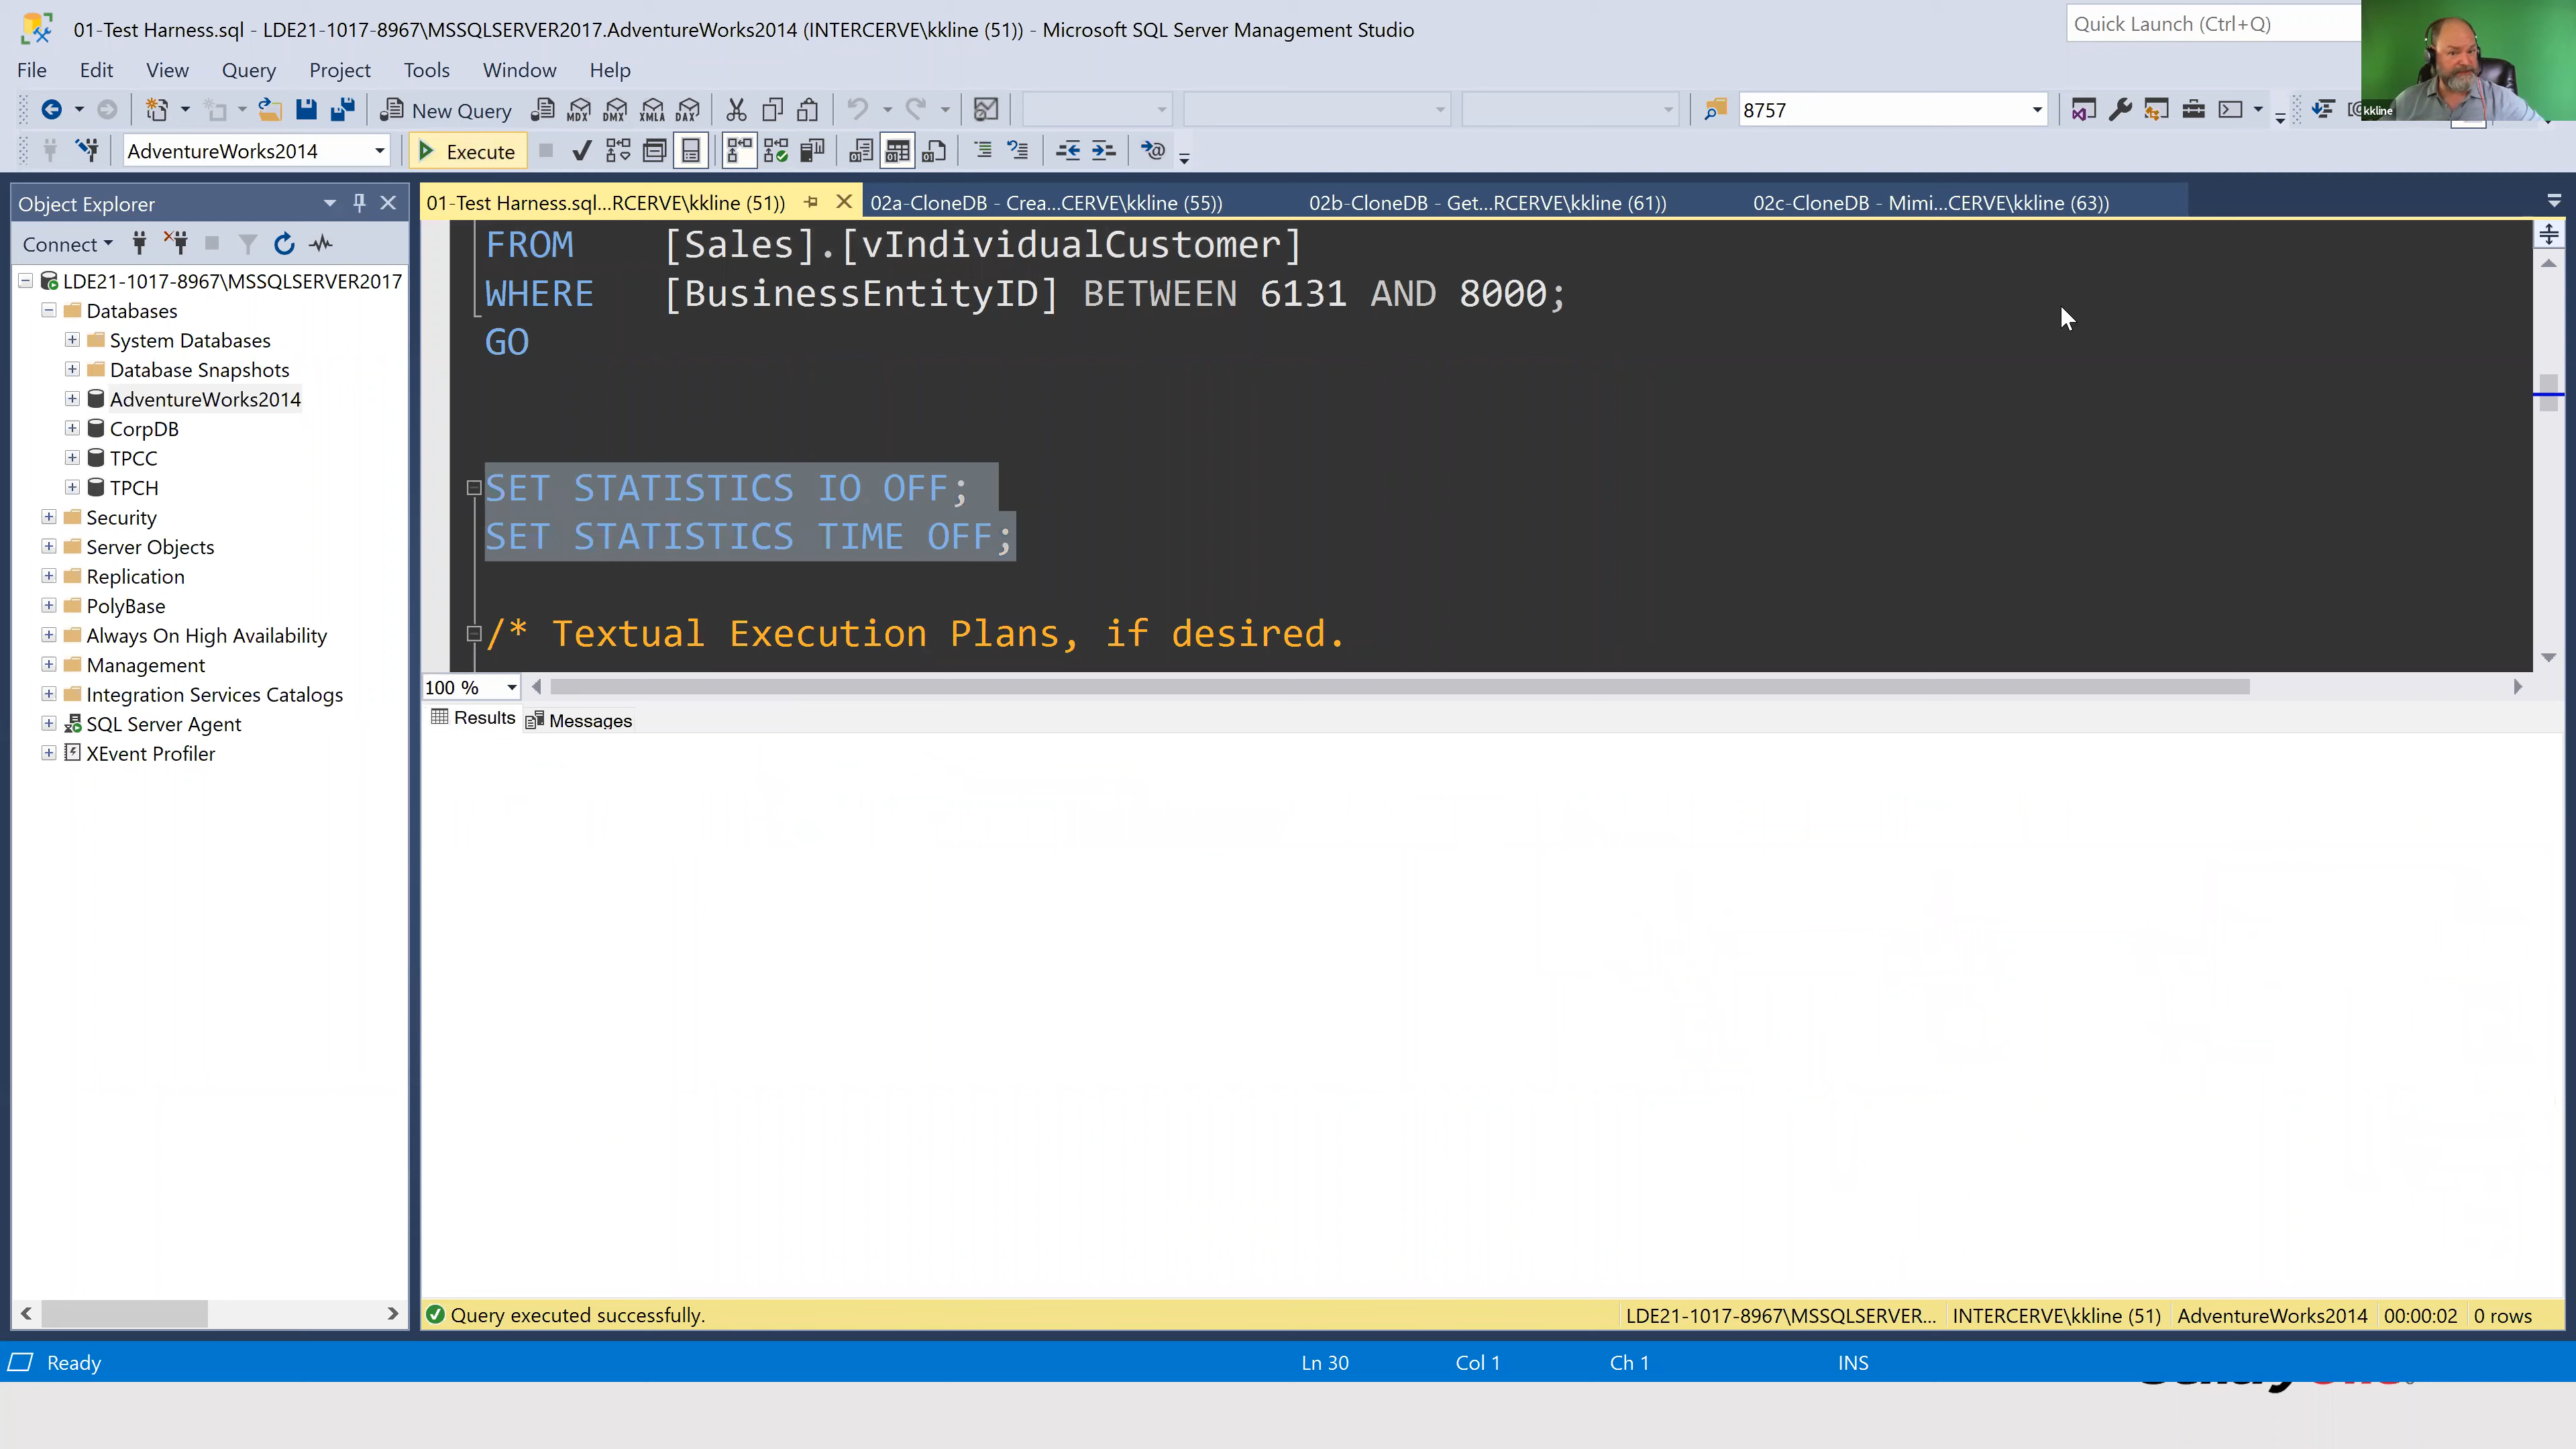 01-Test Harness.sql - LDE21-1017-8967\MSSQLSERVER2017.AdventureWorks2014 (INTERCERVE\kkline (51)) - Microsoft SQL Server Management Studio
Quick Launch (Ctrl+Q)
File Edit View Query Project Tools Window Help
kkline
New Query MDX DMX XMLA DAX 8757
AdventureWorks2014 Execute
Object Explorer
01-Test Harness.sql...RCERVE\kkline (51)) 02a-CloneDB - Crea...CERVE\kkline (55)) 02b-CloneDB - Get...RCERVE\kkline (61)) 02c-CloneDB - Mimi...CERVE\kkline (63))
Connect
LDE21-1017-8967\MSSQLSERVER2017
Databases
System Databases
Database Snapshots
AdventureWorks2014
CorpDB
TPCC
TPCH
Security
Server Objects
Replication
PolyBase
Always On High Availability
Management
Integration Services Catalogs
SQL Server Agent
XEvent Profiler
FROM [Sales].[vIndividualCustomer]
WHERE [BusinessEntityID] BETWEEN 6131 AND 8000;
GO
SET STATISTICS IO OFF;
SET STATISTICS TIME OFF;
/* Textual Execution Plans, if desired.
100 %
Results Messages
Query executed successfully. LDE21-1017-8967\MSSQLSERVER... INTERCERVE\kkline (51) AdventureWorks2014 00:00:02 0 rows
Ready Ln 30 Col 1 Ch 1 INS